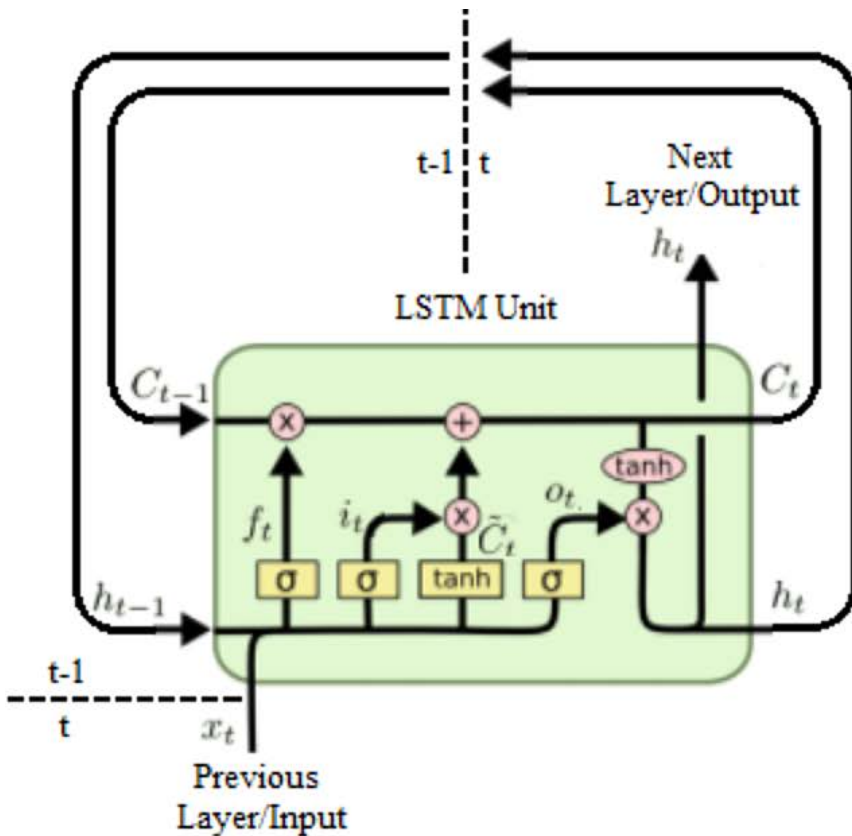 t-1 t
Next
Layer/Output
h_t
LSTM Unit
C_{t-1}
C_t
x
+
tanh
f_t
i_t
x
C̃_t
o_t.
x
σ
σ
tanh
σ
h_{t-1}
h_t
t-1
t
x_t
Previous
Layer/Input